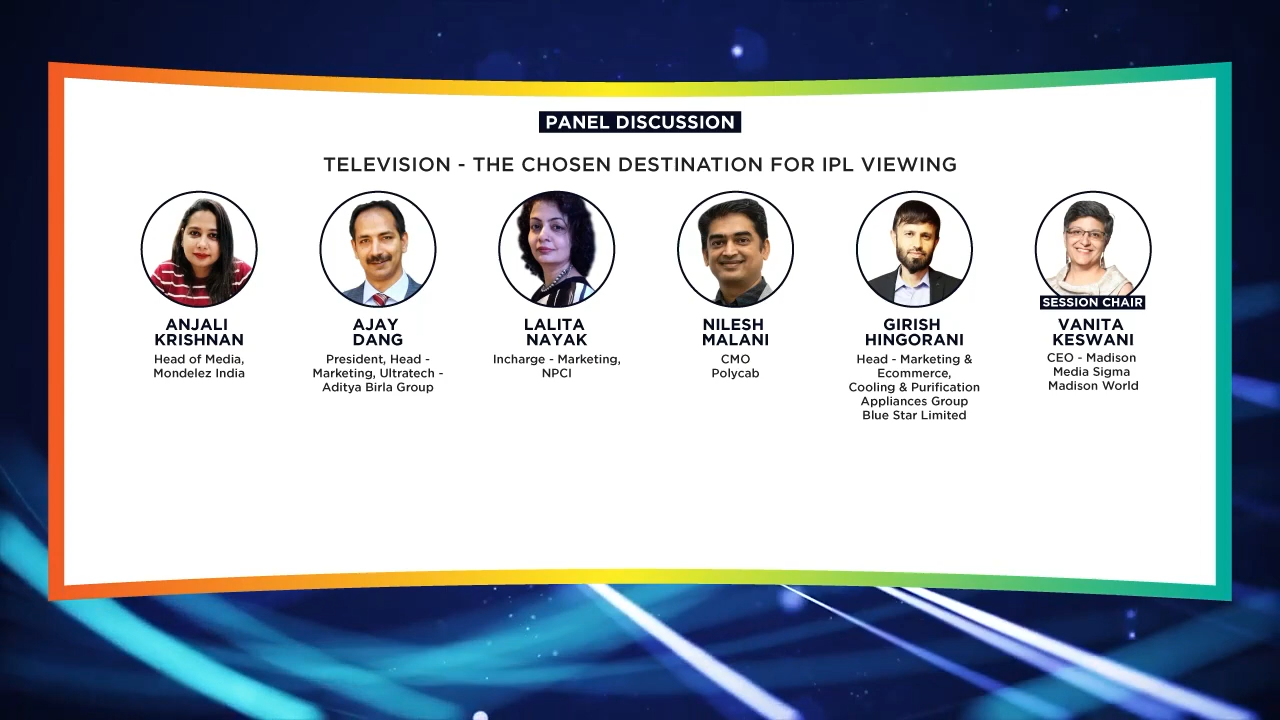 PANEL DISCUSSION
TELEVISION - THE CHOSEN DESTINATION FOR IPL VIEWING
ANJALI
KRISHNAN
Head of Media,
Mondelez India
AJAY
DANG
President, Head -
Marketing, Ultratech -
Aditya Birla Group
LALITA
NAYAK
Incharge - Marketing,
NPCI
NILESH
MALANI
CMO
Polycab
GIRISH
HINGORANI
Head - Marketing &
Ecommerce,
Cooling & Purification
Appliances Group
Blue Star Limited
SESSION CHAIR
VANITA
KESWANI
CEO - Madison
Media Sigma
Madison World